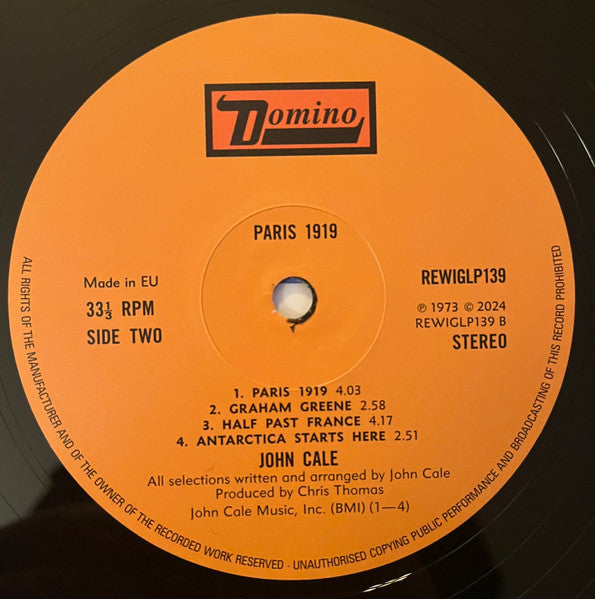 Domino
PARIS 1919
Made in EU
33⅓ RPM
SIDE TWO
REWIGLP139
℗ 1973 © 2024
REWIGLP139 B
STEREO
1. PARIS 1919 4.03
2. GRAHAM GREENE 2.58
3. HALF PAST FRANCE 4.17
4. ANTARCTICA STARTS HERE 2.51
JOHN CALE
All selections written and arranged by John Cale
Produced by Chris Thomas
John Cale Music, Inc. (BMI) (1—4)
ALL RIGHTS OF THE MANUFACTURER AND OF THE OWNER OF THE RECORDED WORK RESERVED · UNAUTHORISED COPYING PUBLIC PERFORMANCE AND BROADCASTING OF THIS RECORD PROHIBITED